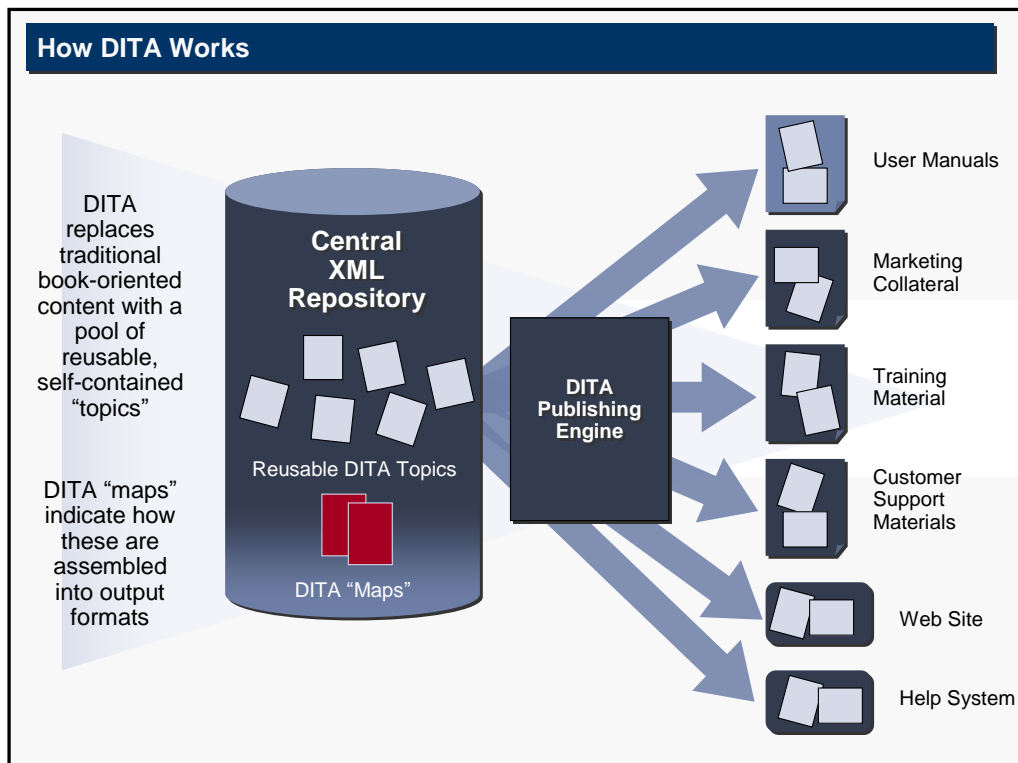 How DITA Works
DITA
replaces
traditional
book-oriented
content with a
pool of
reusable,
self-contained
“topics”
DITA “maps”
indicate how
these are
assembled
into output
formats
Central
XML
Repository
Reusable DITA Topics
DITA “Maps”
DITA
Publishing
Engine
User Manuals
Marketing
Collateral
Training
Material
Customer
Support
Materials
Web Site
Help System